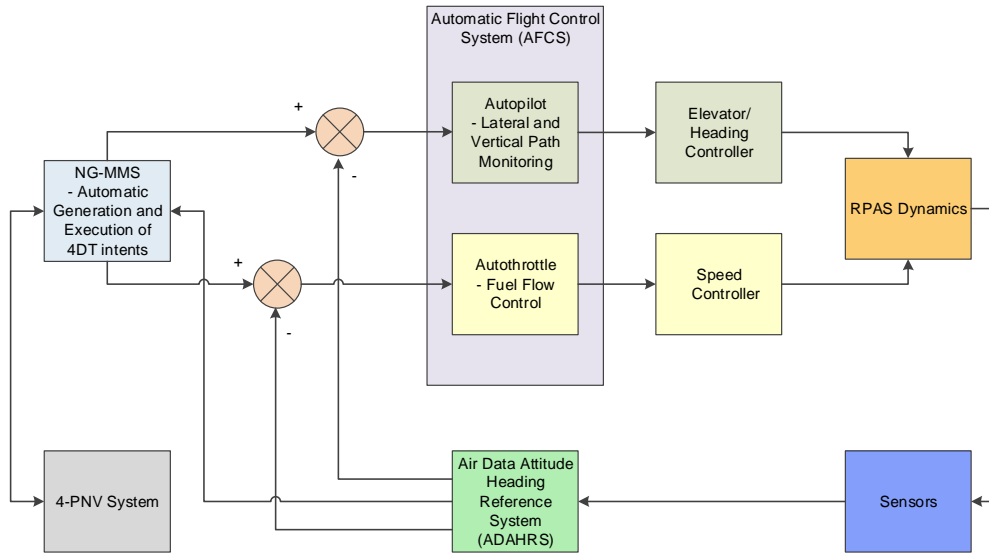 Automatic Flight Control
System (AFCS)
+
Autopilot
- Lateral and
Vertical Path
Monitoring
Elevator/
Heading
Controller
-
NG-MMS
- Automatic
Generation and
Execution of
4DT intents
RPAS Dynamics
+
Autothrottle
- Fuel Flow
Control
Speed
Controller
-
4-PNV System
Air Data Attitude
Heading
Reference
System
(ADAHRS)
Sensors